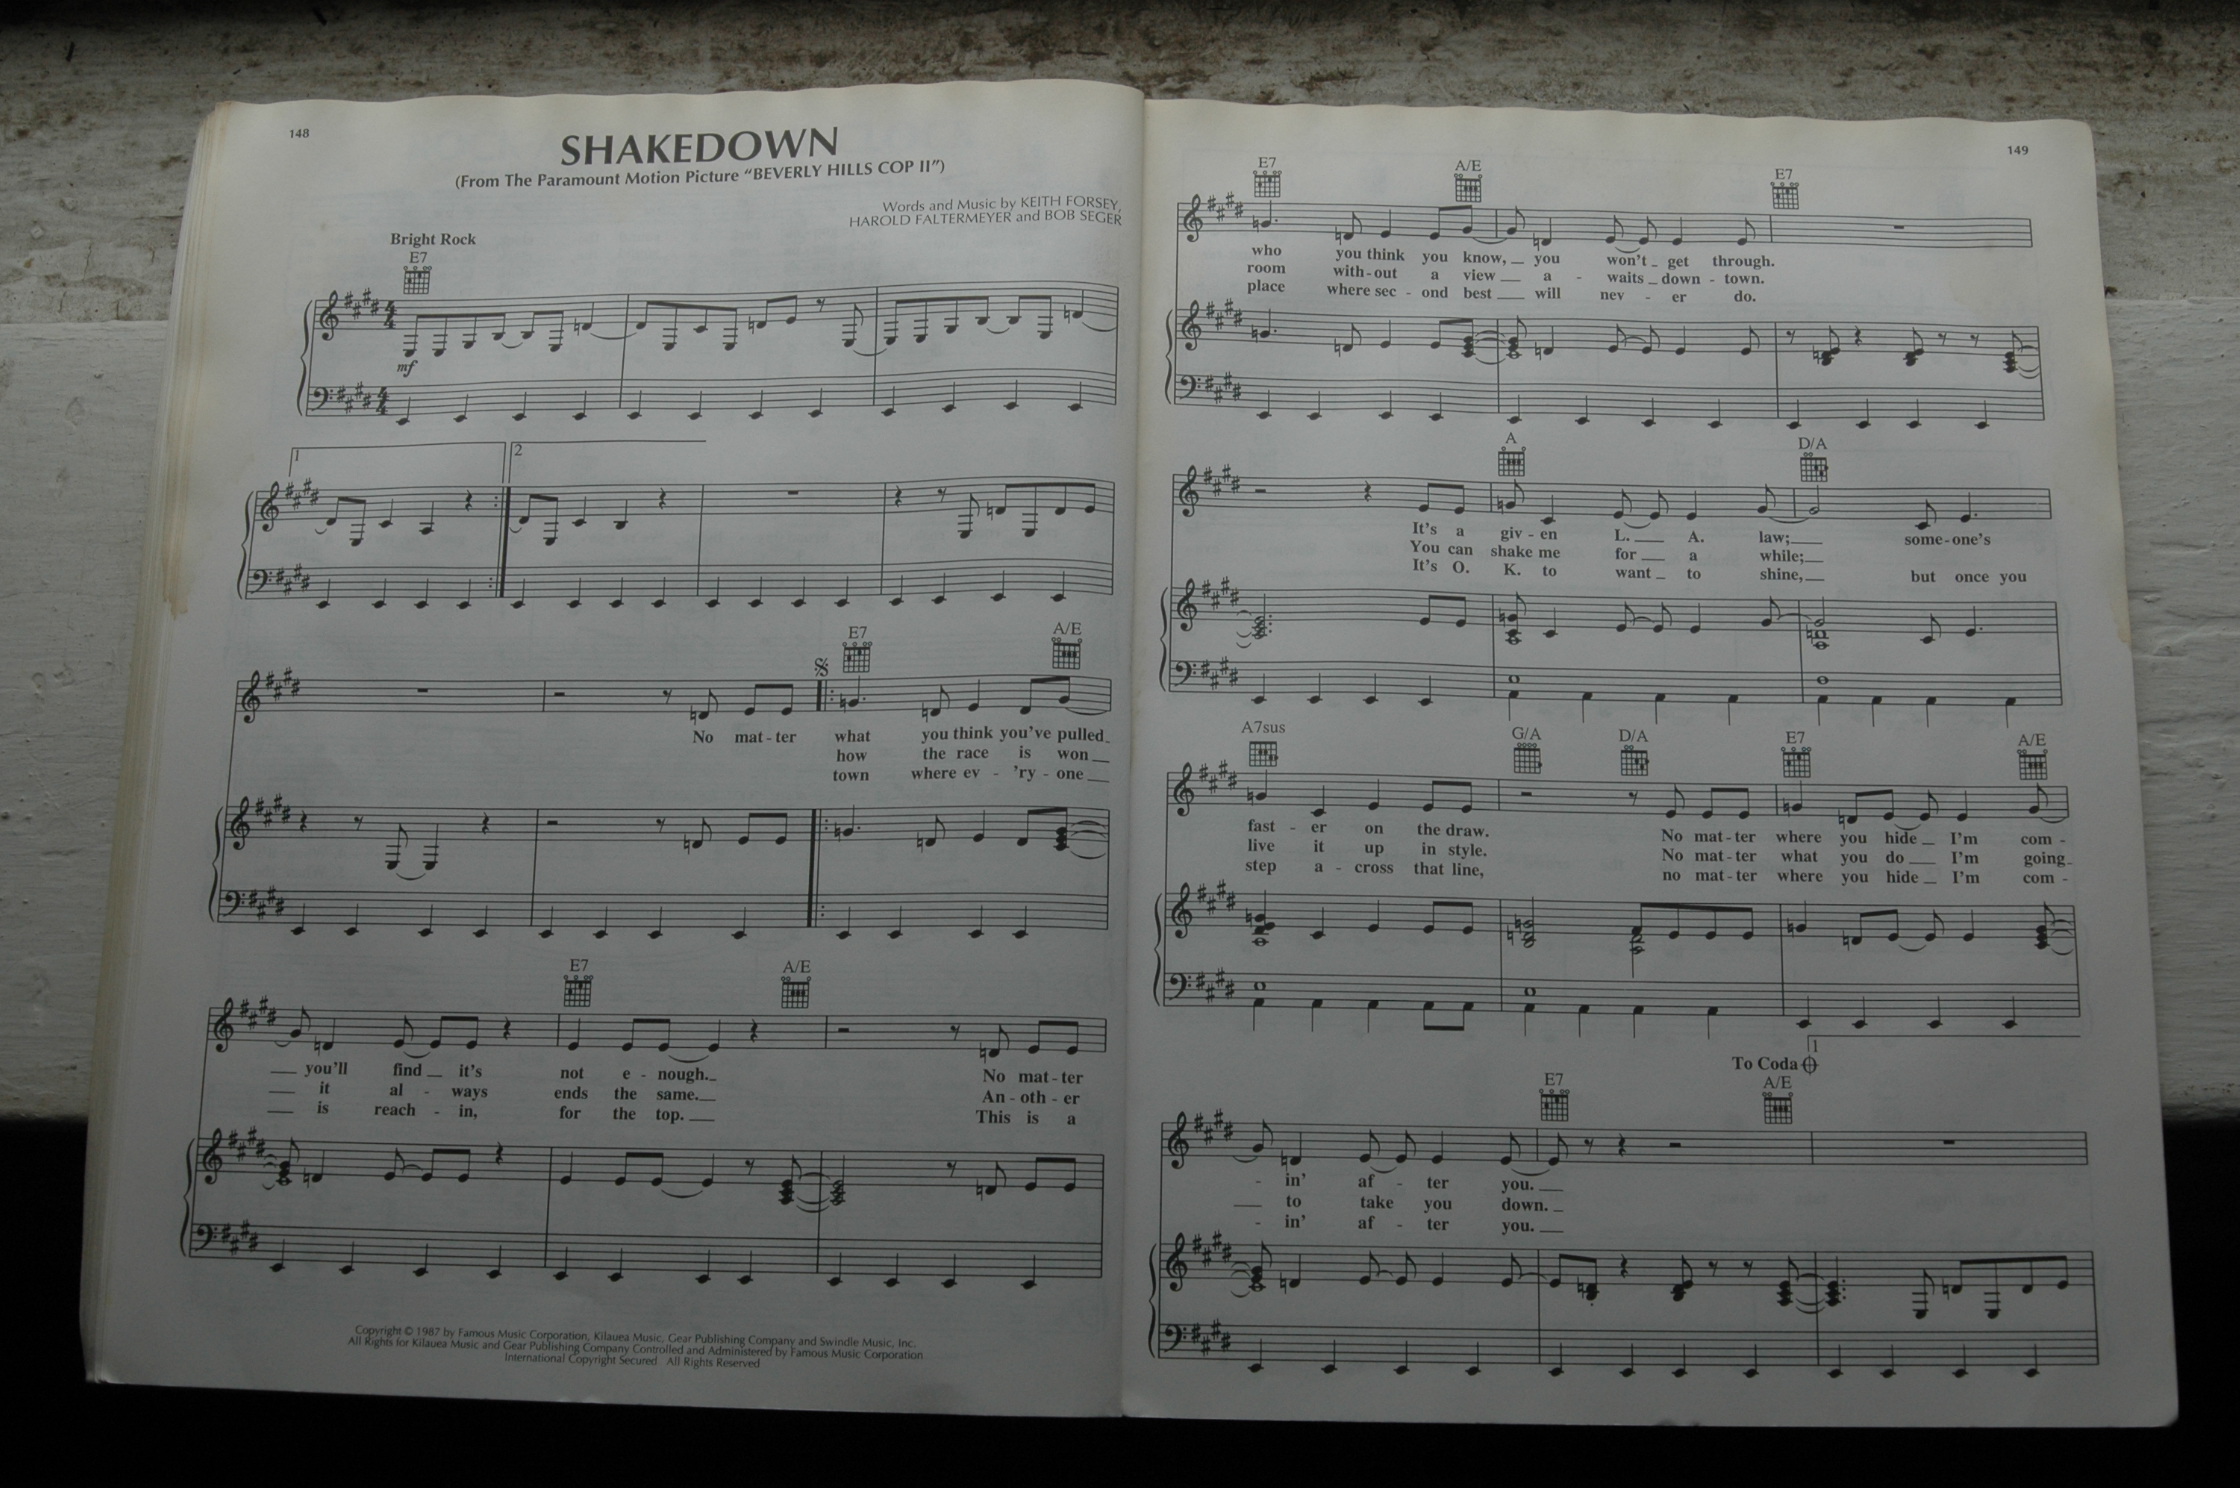 148
SHAKEDOWN
(From The Paramount Motion Picture “BEVERLY HILLS COP II”)
Words and Music by KEITH FORSEY,
HAROLD FALTERMEYER and BOB SEGER
Bright Rock
E7
mf
1 2
E7 A/E
No mat - ter what you think you've pulled
how the race is won
town where ev - 'ry - one
E7 A/E
you'll find it's not e - nough. No mat - ter
it al - ways ends the same. An - oth - er
is reach - in, for the top. This is a
Copyright © 1987 by Famous Music Corporation, Kilauea Music, Gear Publishing Company and Swindle Music, Inc.
All Rights for Kilauea Music and Gear Publishing Company Controlled and Administered by Famous Music Corporation
International Copyright Secured All Rights Reserved
149
E7 A/E E7
who you think you know, you won't get through.
room with - out a view a - waits down - town.
place where sec - ond best will nev - er do.
A D/A
It's a giv - en L. A. law; some - one's
You can shake me for a while;
It's O. K. to want to shine, but once you
A7sus G/A D/A E7 A/E
fast - er on the draw. No mat - ter where you hide I'm com -
live it up in style. No mat - ter what you do I'm going
step a - cross that line, no mat - ter where you hide I'm com -
1
To Coda
E7 A/E
- in' af - ter you.
to take you down.
- in' af - ter you.